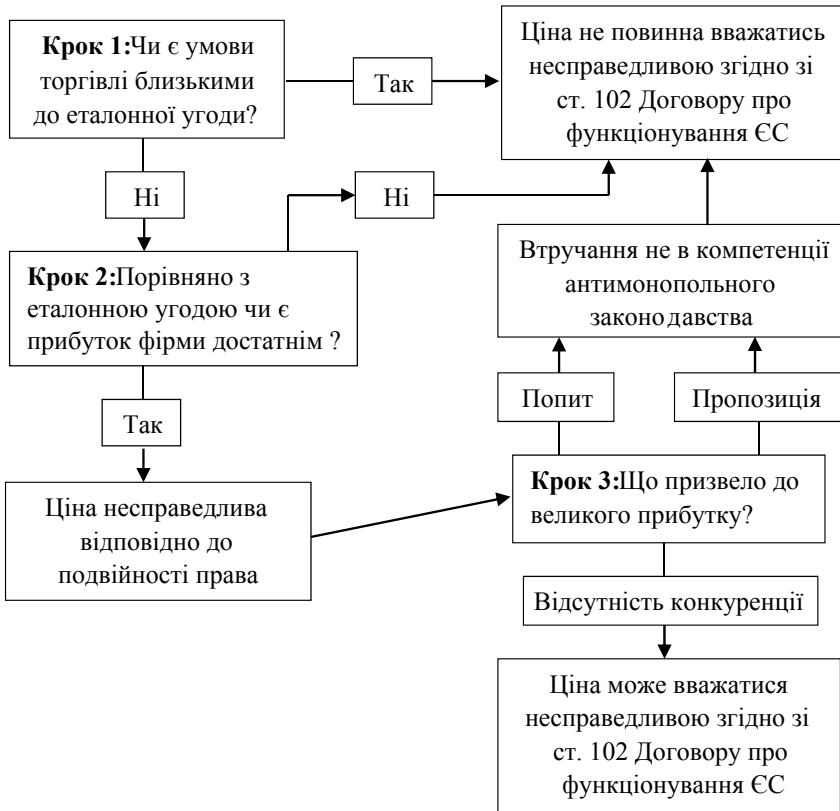 Крок 1:Чи є умови
торгівлі близькими
до еталонної угоди?
Так
Ціна не повинна вважатись
несправедливою згідно зі
ст. 102 Договору про
функціонування ЄС
Ні
Ні
Крок 2:Порівняно з
еталонною угодою чи є
прибуток фірми достатнім ?
Втручання не в компетенції
антимонопольного
законо давства
Так
Попит
Пропозиція
Ціна несправедлива
відповідно до
подвійності права
Крок 3:Що призвело до
великого прибутку?
Відсутність конкуренції
Ціна може вважатися
несправедливою згідно зі
ст. 102 Договору про
функціонування ЄС